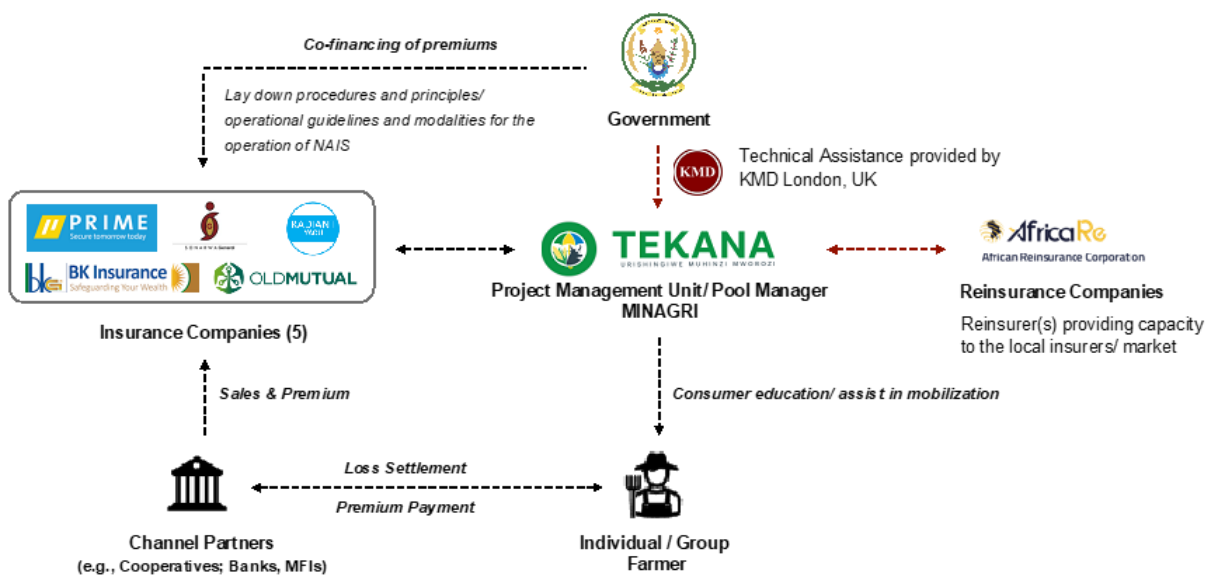 Co-financing of premiums
Lay down procedures and principles/
operational guidelines and modalities for the
operation of NAIS
Government
KMD
Technical Assistance provided by
KMD London, UK
PRIME
Secure tomorrow today
RADIANT
BK Insurance
Safeguarding Your Wealth
OLDMUTUAL
Insurance Companies (5)
TEKANA
URISHINGIWE MUHINZI MWOROZI
Project Management Unit/ Pool Manager
MINAGRI
AfricaRe
African Reinsurance Corporation
Reinsurance Companies
Reinsurer(s) providing capacity
to the local insurers/ market
Sales & Premium
Consumer education/ assist in mobilization
Loss Settlement
Premium Payment
Channel Partners
(e.g., Cooperatives; Banks, MFIs)
Individual / Group
Farmer